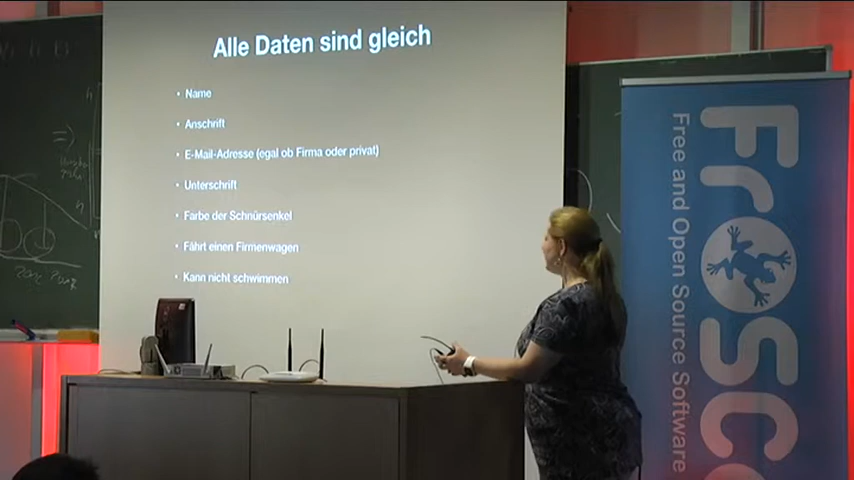 Alle Daten sind gleich
• Name
• Anschrift
• E-Mail-Adresse (egal ob Firma oder privat)
• Unterschrift
• Farbe der Schnürsenkel
• Fährt einen Firmenwagen
• Kann nicht schwimmen
Free and Open Source Software
FrOSC